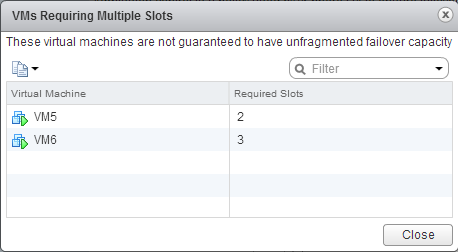 VMs Requiring Multiple Slots
These virtual machines are not guaranteed to have unfragmented failover capacity
Filter
Virtual Machine Required Slots
VM5 2
VM6 3
Close